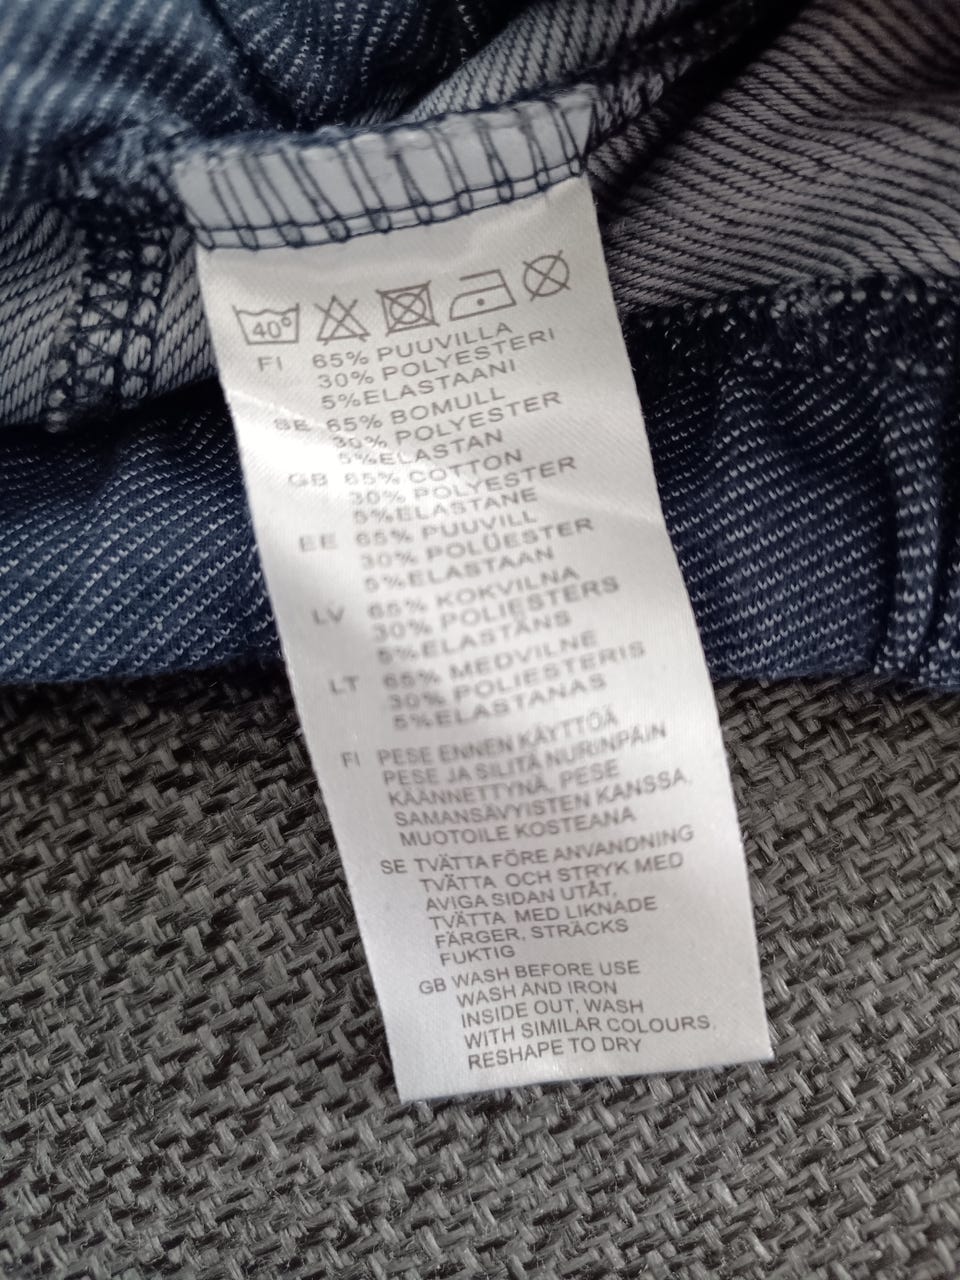 40°
FI 65% PUUVILLA
30% POLYESTERI
5%ELASTAANI
SE 65% BOMULL
30% POLYESTER
5%ELASTAN
GB 65% COTTON
30% POLYESTER
5%ELASTANE
EE 65% PUUVILL
30% POLÜESTER
5%ELASTAAN
LV 65% KOKVILNA
30% POLIESTERS
5%ELASTĀNS
LT 65% MEDVILNĖ
30% POLIESTERIS
5%ELASTANAS
FI PESE ENNEN KÄYTTÖÄ
PESE JA SILITÄ NURINPÄIN
KÄÄNNETTYNÄ, PESE
SAMANSÄVYISTEN KANSSA,
MUOTOILE KOSTEANA
SE TVÄTTA FÖRE ANVANDNING
TVÄTTA OCH STRYK MED
AVIGA SIDAN UTÅT,
TVÄTTA MED LIKNADE
FÄRGER, STRÄCKS
FUKTIG
GB WASH BEFORE USE
WASH AND IRON
INSIDE OUT, WASH
WITH SIMILAR COLOURS,
RESHAPE TO DRY